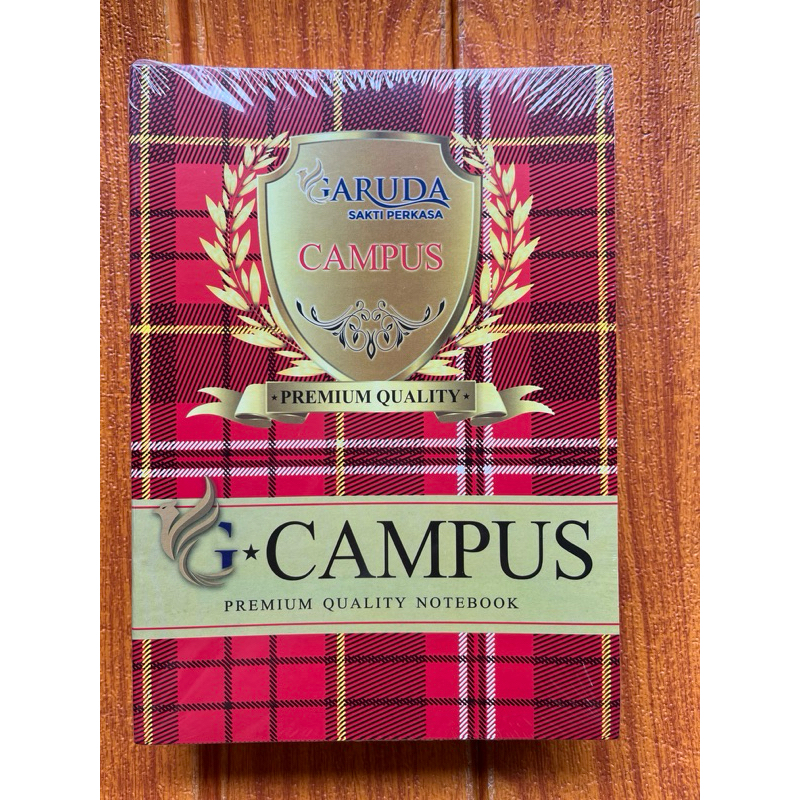 GARUDA
SAKTI PERKASA
CAMPUS
★ PREMIUM QUALITY ★
G★CAMPUS
PREMIUM QUALITY NOTEBOOK